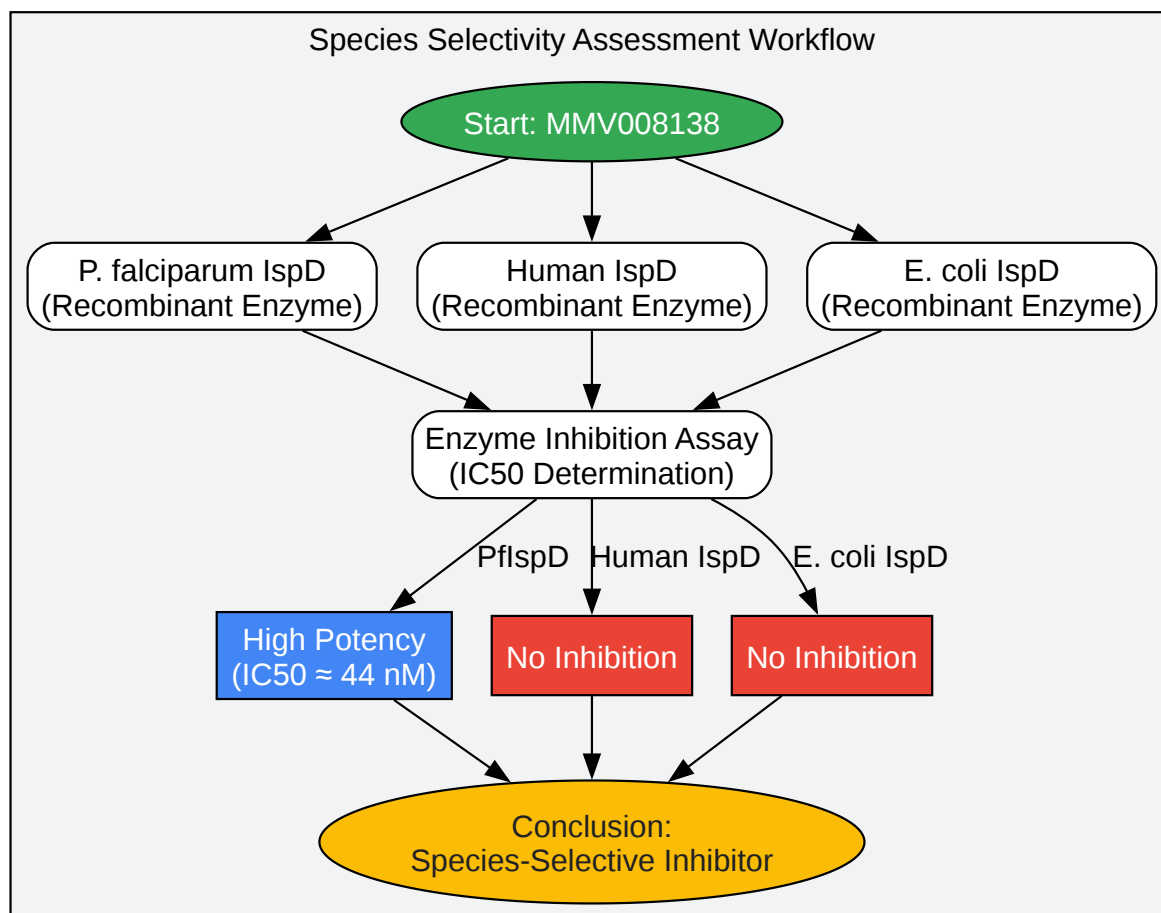 Species Selectivity Assessment Workflow
Start: MMV008138
P. falciparum IspD
(Recombinant Enzyme)
Human IspD
(Recombinant Enzyme)
E. coli IspD
(Recombinant Enzyme)
Enzyme Inhibition Assay
(IC50 Determination)
PfIspD
Human IspD
E. coli IspD
High Potency
(IC50 ≈ 44 nM)
No Inhibition
No Inhibition
Conclusion:
Species-Selective Inhibitor